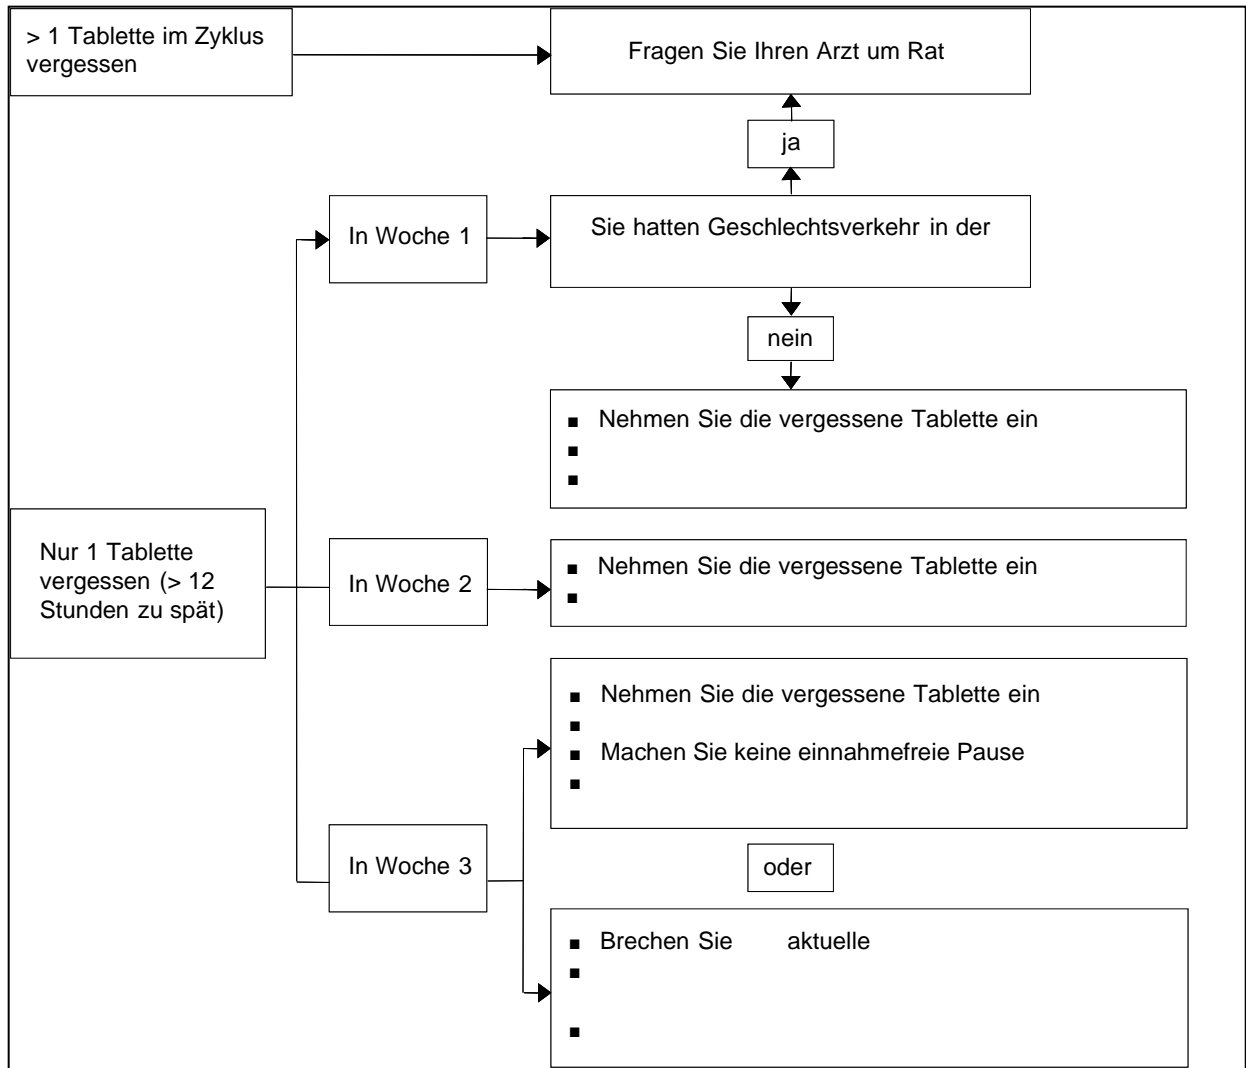 > 1 Tablette im Zyklus
vergessen
Fragen Sie Ihren Arzt um Rat
ja
In Woche 1
Sie hatten Geschlechtsverkehr in der
nein
■ Nehmen Sie die vergessene Tablette ein
■
■
Nur 1 Tablette
vergessen (> 12
Stunden zu spät)
In Woche 2
■ Nehmen Sie die vergessene Tablette ein
■
■ Nehmen Sie die vergessene Tablette ein
■
■ Machen Sie keine einnahmefreie Pause
■
In Woche 3
oder
■ Brechen Sie aktuelle
■
■